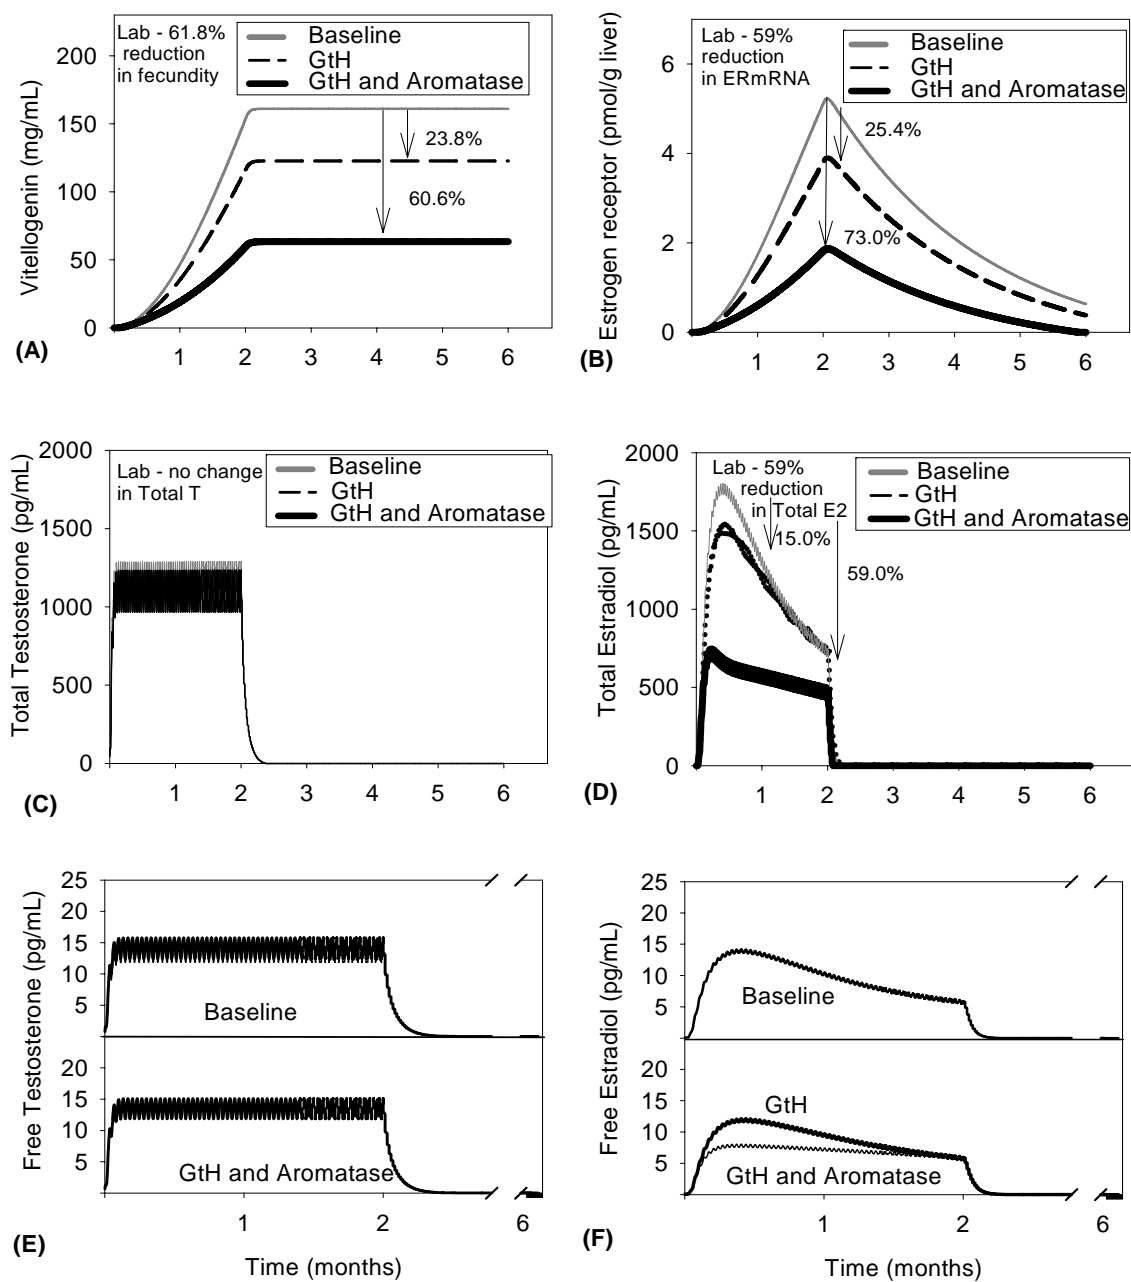 Lab - 61.8%
reduction
in fecundity
Baseline
GtH
GtH and Aromatase
200
150
100
50
0
Vitellogenin (mg/mL)
23.8%
60.6%
1 2 3 4 5 6
(A)
Lab - 59%
reduction
in ERmRNA
Baseline
GtH
GtH and Aromatase
6
4
2
0
Estrogen receptor (pmol/g liver)
25.4%
73.0%
1 2 3 4 5 6
(B)
Lab - no change
in Total T
Baseline
GtH
GtH and Aromatase
2000
1500
1000
500
0
Total Testosterone (pg/mL)
1 2 3 4 5 6
(C)
Lab - 59%
reduction
in Total E2
Baseline
GtH
GtH and Aromatase
2000
1500
1000
500
0
Total Estradiol (pg/mL)
15.0%
59.0%
1 2 3 4 5 6
(D)
25
20
15
10
5
Baseline
20
15
10
5
GtH and Aromatase
Free Testosterone (pg/mL)
1 2 6
Time (months)
(E)
25
20
15
10
5
Baseline
20
15
10
5
GtH
GtH and Aromatase
Free Estradiol (pg/mL)
1 2 6
Time (months)
(F)